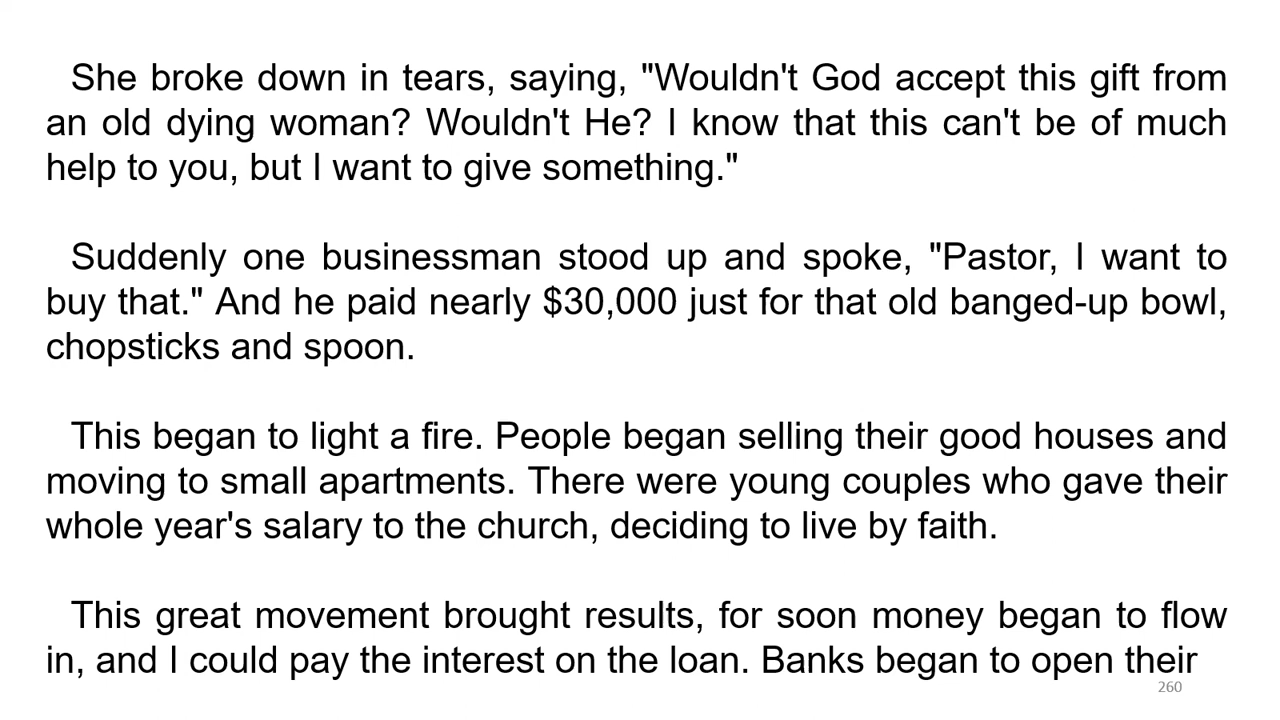 She broke down in tears, saying, "Wouldn't God accept this gift from
an old dying woman? Wouldn't He? I know that this can't be of much
help to you, but I want to give something."
Suddenly one businessman stood up and spoke, "Pastor, I want to
buy that." And he paid nearly $30,000 just for that old banged-up bowl,
chopsticks and spoon.
This began to light a fire. People began selling their good houses and
moving to small apartments. There were young couples who gave their
whole year's salary to the church, deciding to live by faith.
This great movement brought results, for soon money began to flow
in, and I could pay the interest on the loan. Banks began to open their
260